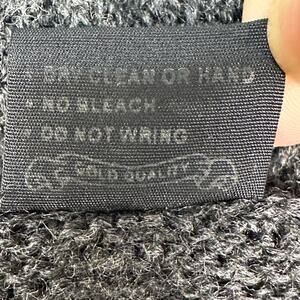 • DRY CLEAN OR HAND
• NO BLEACH
• DO NOT WRING
GOLD QUALITY